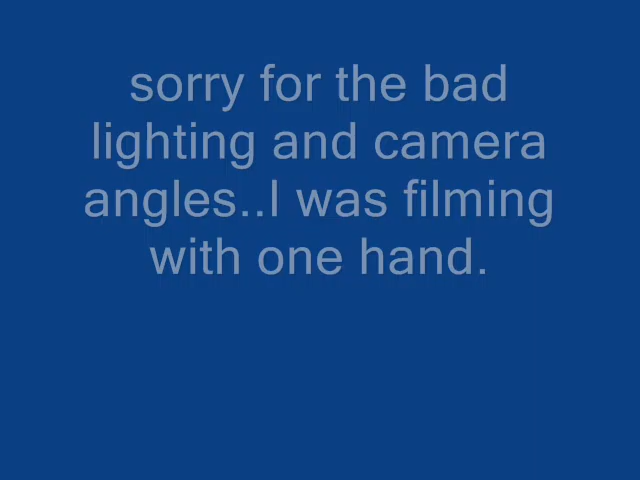 sorry for the bad
lighting and camera
angles..I was filming
with one hand.